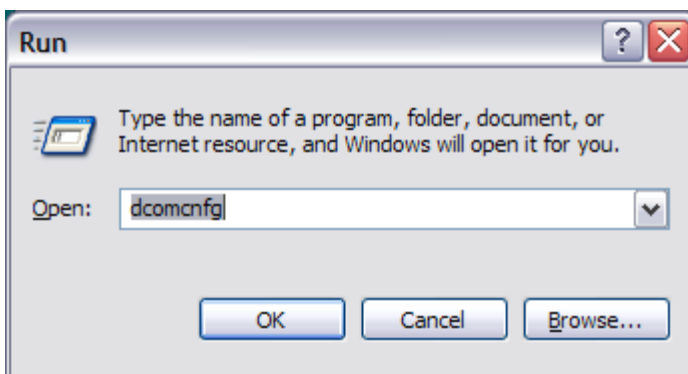 Run
Type the name of a program, folder, document, or
Internet resource, and Windows will open it for you.
Open: dcomcnfg
OK Cancel Browse...